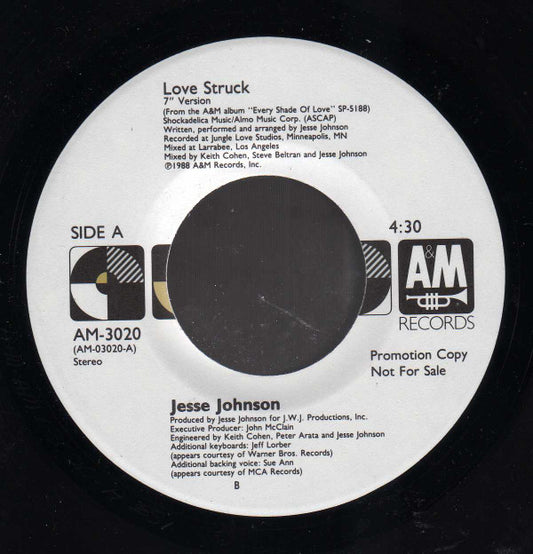 Love Struck
7" Version
(From the A&M album "Every Shade Of Love" SP-5188)
Shockadelica Music/Almo Music Corp. (ASCAP)
Written, performed and arranged by Jesse Johnson
Recorded at Jungle Love Studios, Minneapolis, MN
Mixed at Larrabee, Los Angeles
Mixed by Keith Cohen, Steve Beltran and Jesse Johnson
℗1988 A&M Records, Inc.
SIDE A
4:30
A&M
RECORDS
AM-3020
(AM-03020-A)
Stereo
Promotion Copy
Not For Sale
Jesse Johnson
Produced by Jesse Johnson for J.W.J. Productions, Inc.
Executive Producer: John McClain
Engineered by Keith Cohen, Peter Arata and Jesse Johnson
Additional keyboards: Jeff Lorber
(appears courtesy of Warner Bros. Records)
Additional backing voice: Sue Ann
(appears courtesy of MCA Records)
B